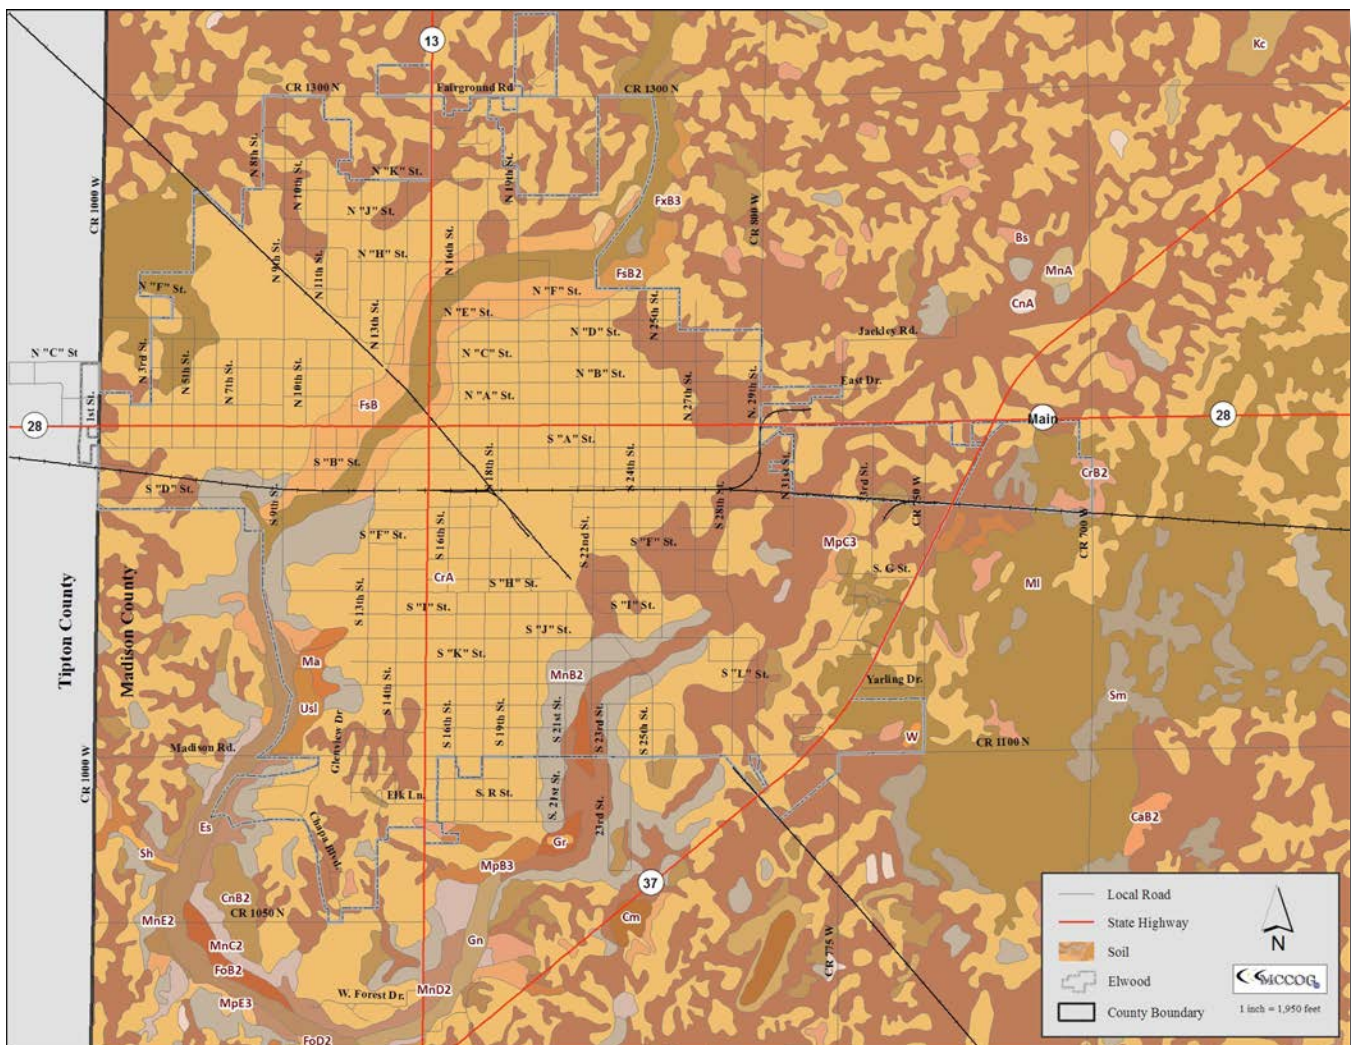 Kc
13
CR 1300 N
Fairground Rd
CR 1300 N
N 8th St.
N 10th St.
N "K" St.
N 19th St.
CR 1000 W
N "J" St.
FxB3
CR 800 W
Bs
N 9th St.
N 11th St.
N "H" St.
N 16th St.
FsB2
MnA
N "F" St.
N "F" St.
CnA
N 13th St.
N "E" St.
N "D" St.
N 25th St.
Jackley Rd.
N "C" St
N 3rd St.
N 5th St.
N 7th St.
N 10th St.
N "C" St.
N "B" St.
East Dr.
1st St.
FsB
N "A" St.
N 27th St.
N. 29th St.
28
Main
28
S "A" St.
S "B" St.
S 18th St.
S 24th St.
N 31st St.
33rd St.
CrB2
S "D" St.
S 9th St.
S 28th St.
CR 750 W
CR 700 W
S "F" St.
S 16th St.
S 22nd St.
S "F" St.
MpC3
CrA
S "H" St.
S. G St.
Ml
S 13th St.
S "I" St.
S "I" St.
S "J" St.
Tipton County
Madison County
Ma
S "K" St.
MnB2
S "L" St.
Yarling Dr.
Sm
Usl
S 14th St.
Madison Rd.
Glenview Dr
S 16th St.
S 19th St.
S 21st St.
S 23rd St.
S 25th St.
W
CR 1100 N
CR 1000 W
Elk Ln.
S. R St.
S. 21st St.
23rd St.
Es
Chapa Blvd.
CaB2
Sh
Gr
MpB3
37
CnB2
MnE2
CR 1050 N
Cm
MnC2
Gn
CR 775 W
FoB2
MpE3
W. Forest Dr.
MnD2
FoD2
Local Road
State Highway
Soil
Elwood
County Boundary
N
MCCOG
1 inch = 1,950 feet